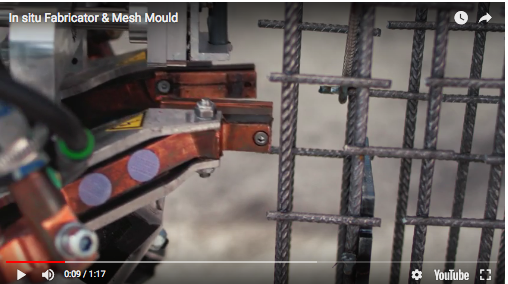 In situ Fabricator & Mesh Mould
0:09 / 1:17
YouTube